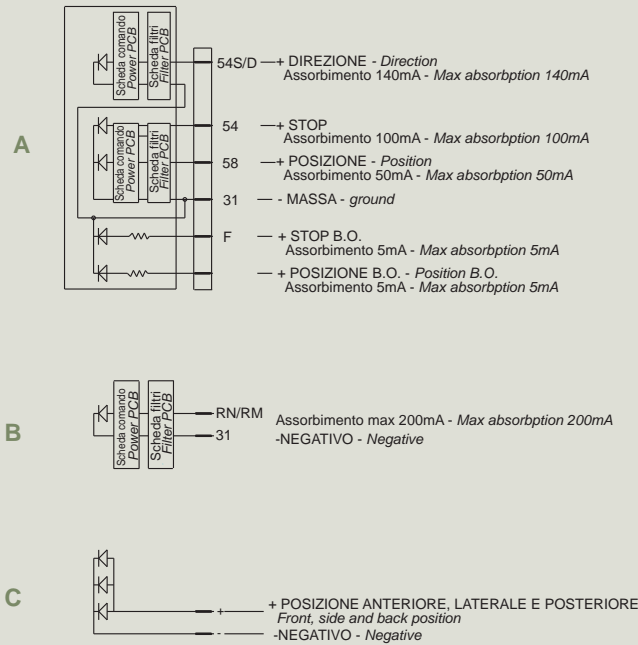 Scheda comando
Power PCB
Scheda filtri
Filter PCB
54S/D + DIREZIONE - Direction
Assorbimento 140mA - Max absorbption 140mA
A
Scheda comando
Power PCB
Scheda filtri
Filter PCB
54 + STOP
Assorbimento 100mA - Max absorbption 100mA
58 + POSIZIONE - Position
Assorbimento 50mA - Max absorbption 50mA
31 - MASSA - ground
F + STOP B.O.
Assorbimento 5mA - Max absorbption 5mA
+ POSIZIONE B.O. - Position B.O.
Assorbimento 5mA - Max absorbption 5mA
B
Scheda comando
Power PCB
Scheda filtri
Filter PCB
RN/RM
Assorbimento max 200mA - Max absorbption 200mA
31 -NEGATIVO - Negative
C
+ + POSIZIONE ANTERIORE, LATERALE E POSTERIORE
Front, side and back position
- -NEGATIVO - Negative